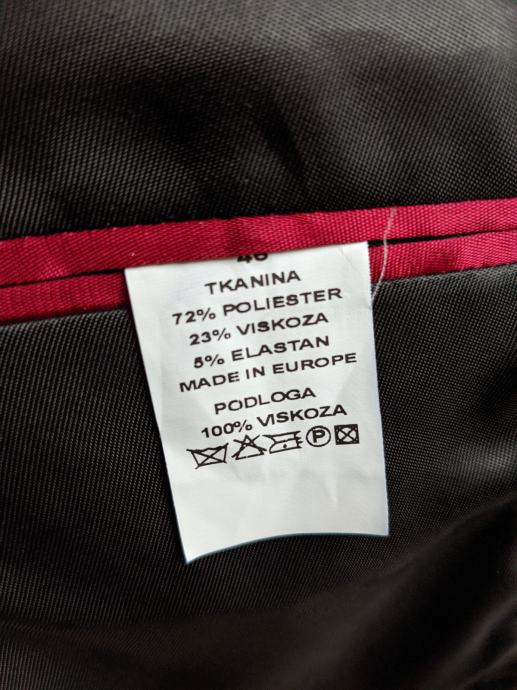 46
TKANINA
72% POLIESTER
23% VISKOZA
5% ELASTAN
MADE IN EUROPE
PODLOGA
100% VISKOZA
P